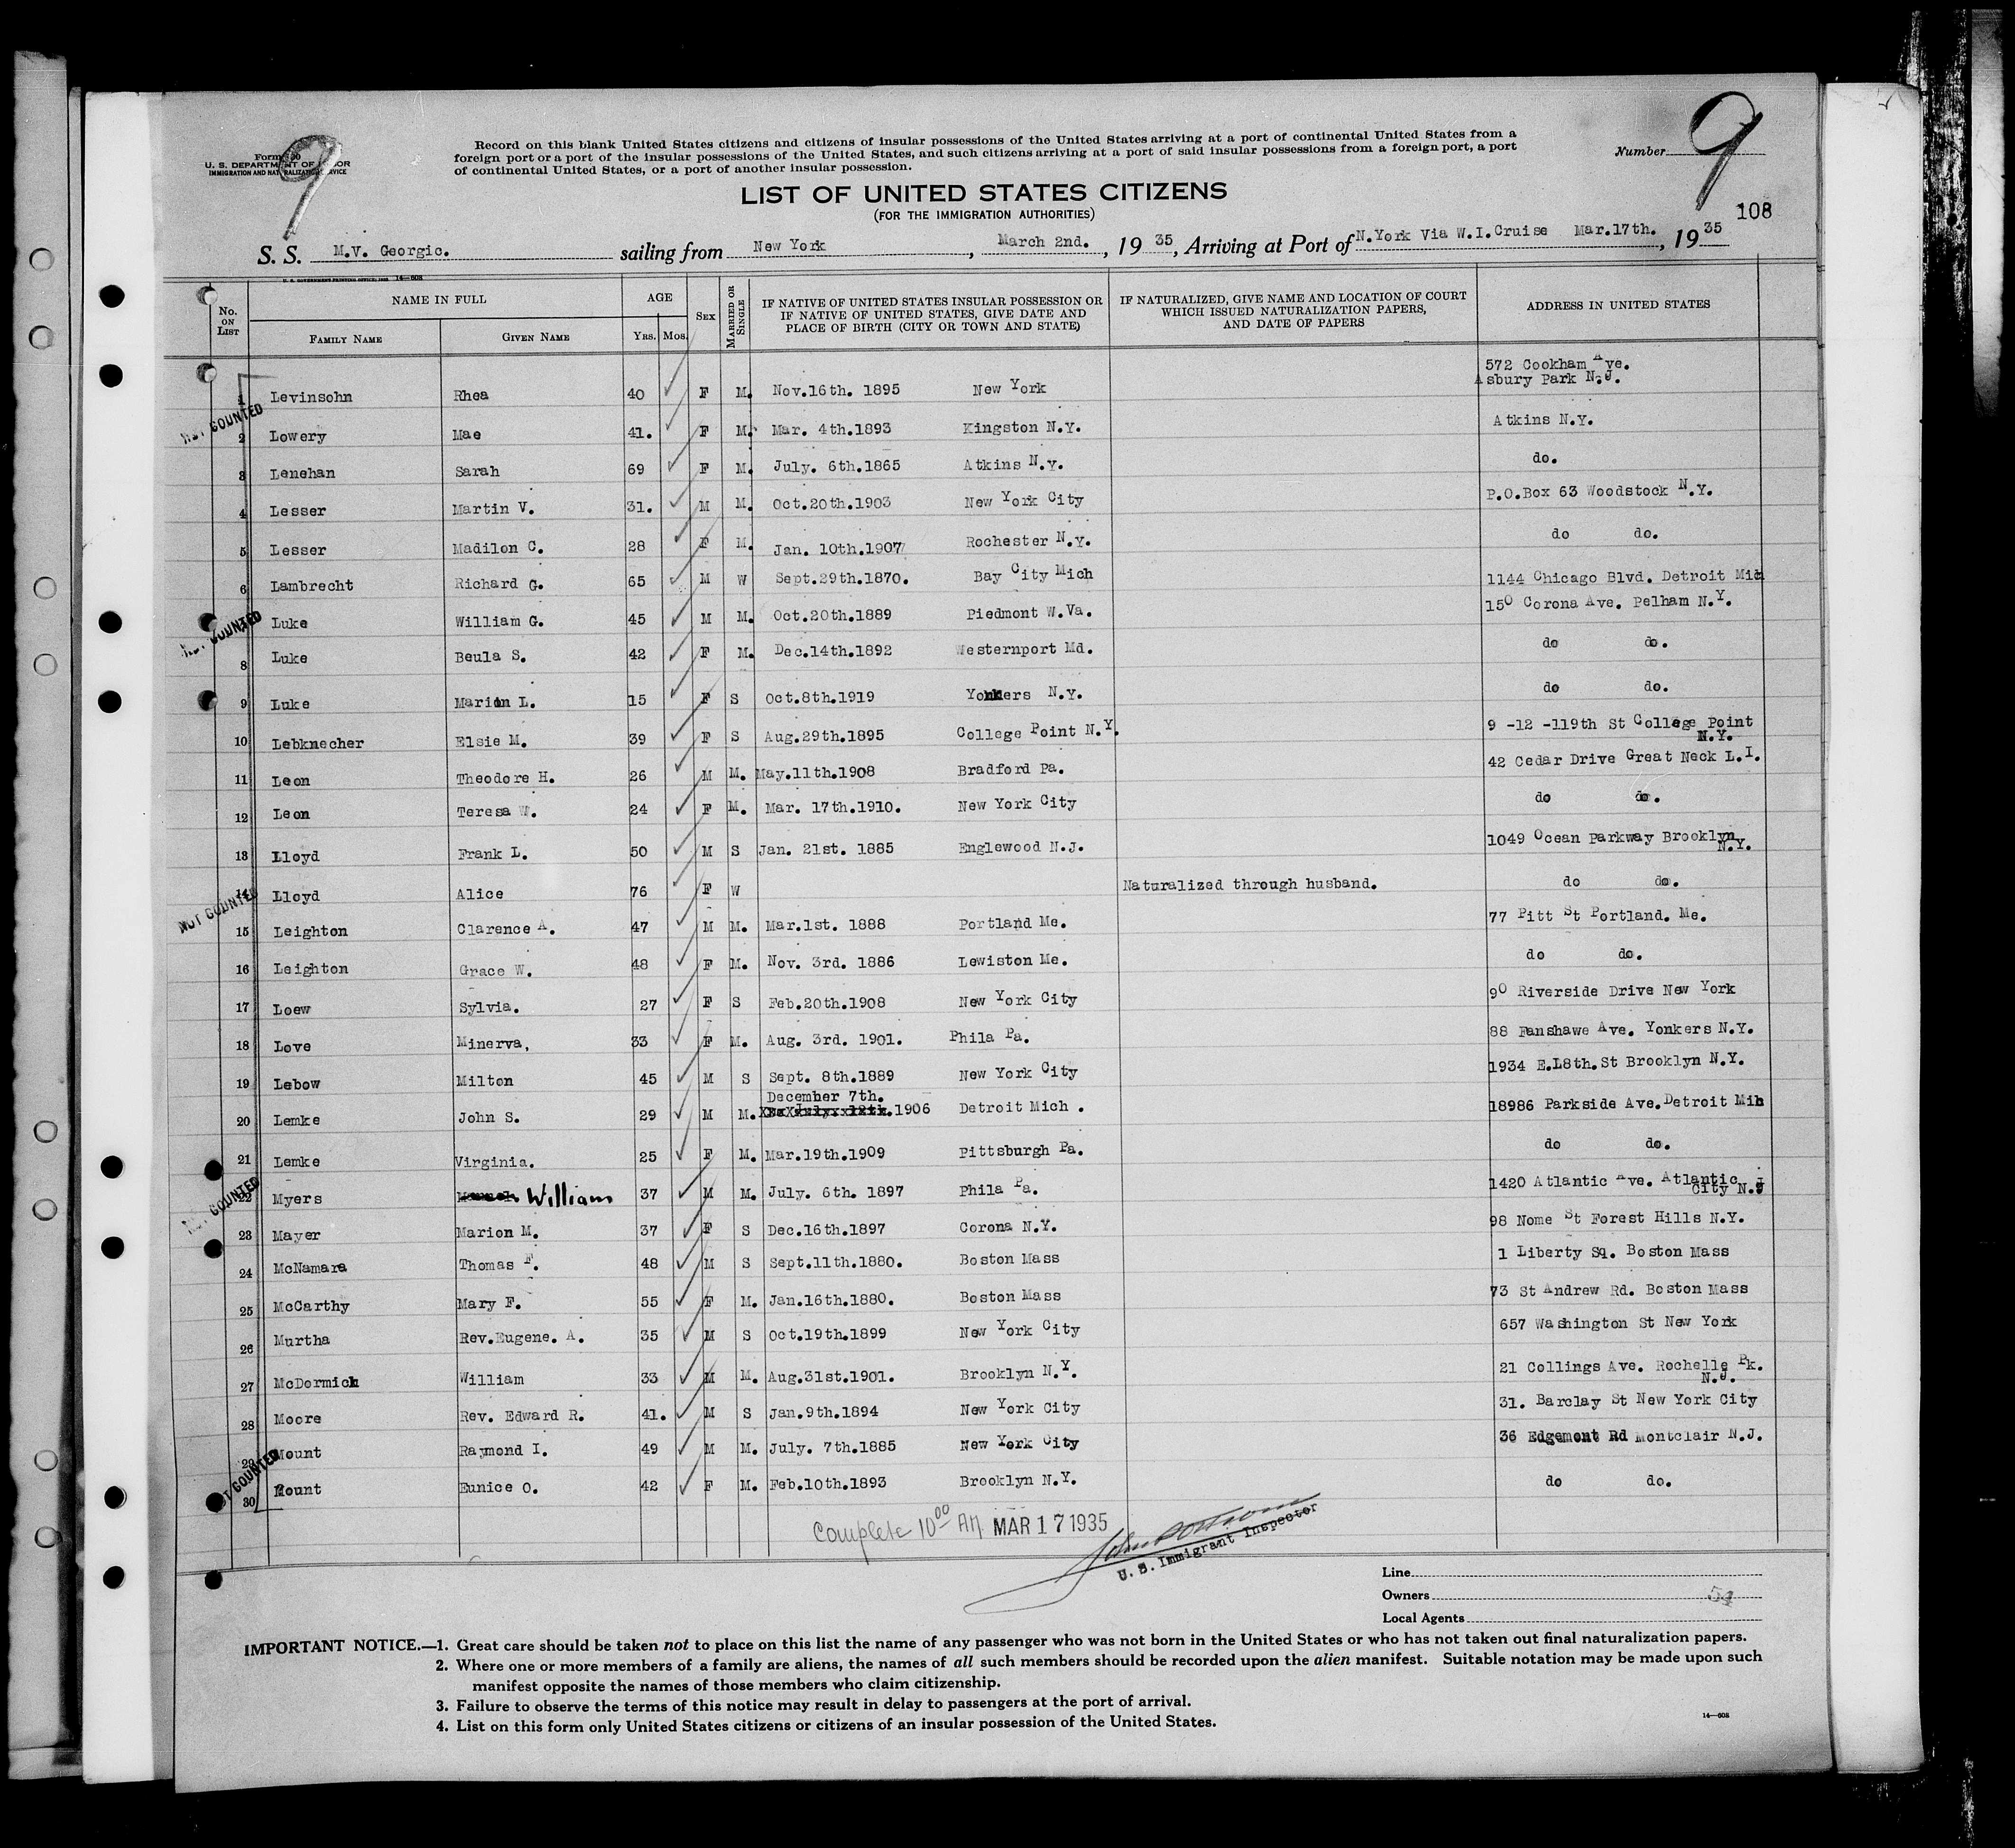 9
9
Form 500
U. S. DEPARTMENT OF LABOR
IMMIGRATION AND NATURALIZATION SERVICE
Record on this blank United States citizens and citizens of insular possessions of the United States arriving at a port of continental United States from a
foreign port or a port of the insular possessions of the United States, and such citizens arriving at a port of said insular possessions from a foreign port, a port
of continental United States, or a port of another insular possession.
Number
LIST OF UNITED STATES CITIZENS
(FOR THE IMMIGRATION AUTHORITIES)
108
S. S. M.V. Georgic. sailing from New York, March 2nd., 1935, Arriving at Port of N.York Via W.I.Cruise Mar.17th., 1935
No. ON LIST NAME IN FULL AGE SEX MARRIED OR SINGLE IF NATIVE OF UNITED STATES INSULAR POSSESSION OR IF NATIVE OF UNITED STATES, GIVE DATE AND PLACE OF BIRTH (CITY OR TOWN AND STATE) IF NATURALIZED, GIVE NAME AND LOCATION OF COURT WHICH ISSUED NATURALIZATION PAPERS, AND DATE OF PAPERS ADDRESS IN UNITED STATES
FAMILY NAME GIVEN NAME YRS. MOS.
1 Levinsohn Rhea 40 F M. Nov.16th. 1895 New York 572 Cookham Ave. Asbury Park N.J.
NOT COUNTED
2 Lowery Mae 41. F M. Mar. 4th.1893 Kingston N.Y. Atkins N.Y.
3 Lenehan Sarah 69 F M. July. 6th.1865 Atkins N.Y. do.
4 Lesser Martin V. 31. M M. Oct.20th.1903 New York City P.O.Box 63 Woodstock N.Y.
5 Lesser Madilon C. 28 F M. Jan. 10th.1907 Rochester N.Y. do do.
6 Lambrecht Richard G. 65 M W Sept.29th.1870. Bay City Mich 1144 Chicago Blvd. Detroit Mich
NOT COUNTED
Luke William G. 45 M M. Oct.20th.1889 Piedmont W.Va. 150 Corona Ave. Pelham N.Y.
8 Luke Beula S. 42 F M. Dec.14th.1892 Westernport Md. do do.
9 Luke Marion L. 15 F S Oct.8th.1919 Yonkers N.Y. do do.
10 Lebknecher Elsie M. 39 F S Aug.29th.1895 College Point N.Y. 9 -12 -119th St College Point N.Y.
11 Leon Theodore H. 26 M M. May.11th.1908 Bradford Pa. 42 Cedar Drive Great Neck L.I.
12 Leon Teresa W. 24 F M. Mar. 17th.1910. New York City do do.
13 Lloyd Frank L. 50 M S Jan. 21st. 1885 Englewood N.J. 1049 Ocean Parkway Brooklyn N.Y.
14 Lloyd Alice 76 F W Naturalized through husband. do do.
NOT COUNTED
15 Leighton Clarence A. 47 M M. Mar.1st. 1888 Portland Me. 77 Pitt St Portland. Me.
16 Leighton Grace W. 48 F M. Nov. 3rd. 1886 Lewiston Me. do do.
17 Loew Sylvia. 27 F S Feb.20th.1908 New York City 90 Riverside Drive New York
18 Love Minerva, 33 F M. Aug. 3rd. 1901. Phila Pa. 88 Fanshawe Ave. Yonkers N.Y.
19 Lebow Milton 45 M S Sept. 8th.1889 New York City 1934 E.L8th.St Brooklyn N.Y.
December 7th.
20 Lemke John S. 29 M M. 1906 Detroit Mich . 18986 Parkside Ave.Detroit Mih
21 Lemke Virginia. 25 F M. Mar.19th.1909 Pittsburgh Pa. do do.
NOT COUNTED
22 Myers William 37 M M. July. 6th. 1897 Phila Pa. 1420 Atlantic Ave. Atlantic City N.J
23 Mayer Marion M. 37 F S Dec.16th.1897 Corona N.Y. 98 Nome St Forest Hills N.Y.
24 McNamara Thomas F. 48 M S Sept.11th.1880. Boston Mass 1 Liberty Sq. Boston Mass
25 McCarthy Mary F. 55 F M. Jan.16th.1880. Boston Mass 73 St Andrew Rd. Boston Mass
26 Murtha Rev.Eugene. A. 35 M S Oct.19th.1899 New York City 657 Washington St New York
27 McDormick William 33 M M. Aug.31st.1901. Brooklyn N.Y. 21 Collings Ave. Rochelle Pk. N.J.
28 Moore Rev. Edward R. 41. M S Jan.9th.1894 New York City 31. Barclay St New York City
29 Mount Raymond I. 49 M M. July. 7th.1885 New York City 36 Edgemont Rd Montclair N.J.
NOT COUNTED
30 Mount Eunice O. 42 F M. Feb.10th.1893 Brooklyn N.Y. do do.
Complete 10 00 AM MAR 17 1935
U. S. Immigrant Inspector
Line
Owners 54
Local Agents
IMPORTANT NOTICE.—1. Great care should be taken not to place on this list the name of any passenger who was not born in the United States or who has not taken out final naturalization papers.
2. Where one or more members of a family are aliens, the names of all such members should be recorded upon the alien manifest. Suitable notation may be made upon such
manifest opposite the names of those members who claim citizenship.
3. Failure to observe the terms of this notice may result in delay to passengers at the port of arrival.
4. List on this form only United States citizens or citizens of an insular possession of the United States.
14—608